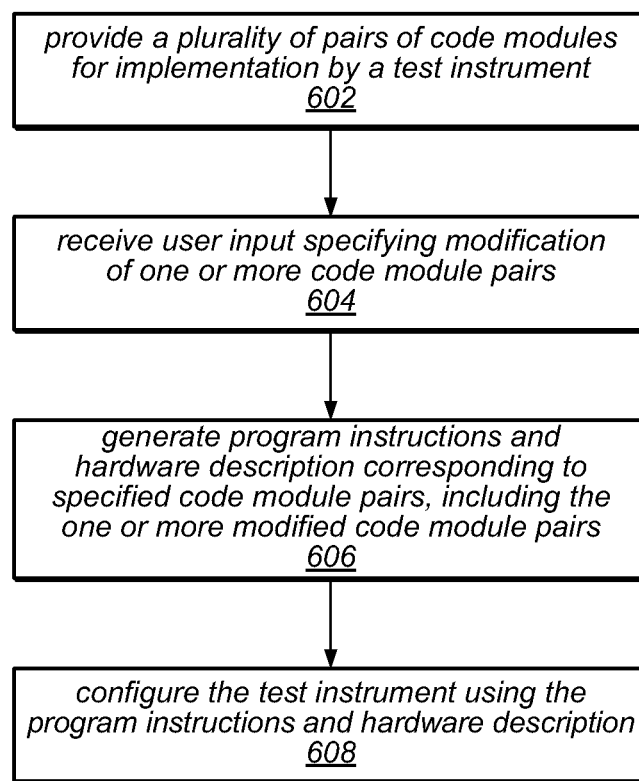 provide a plurality of pairs of code modules
for implementation by a test instrument
602
receive user input specifying modification
of one or more code module pairs
604
generate program instructions and
hardware description corresponding to
specified code module pairs, including the
one or more modified code module pairs
606
configure the test instrument using the
program instructions and hardware description
608